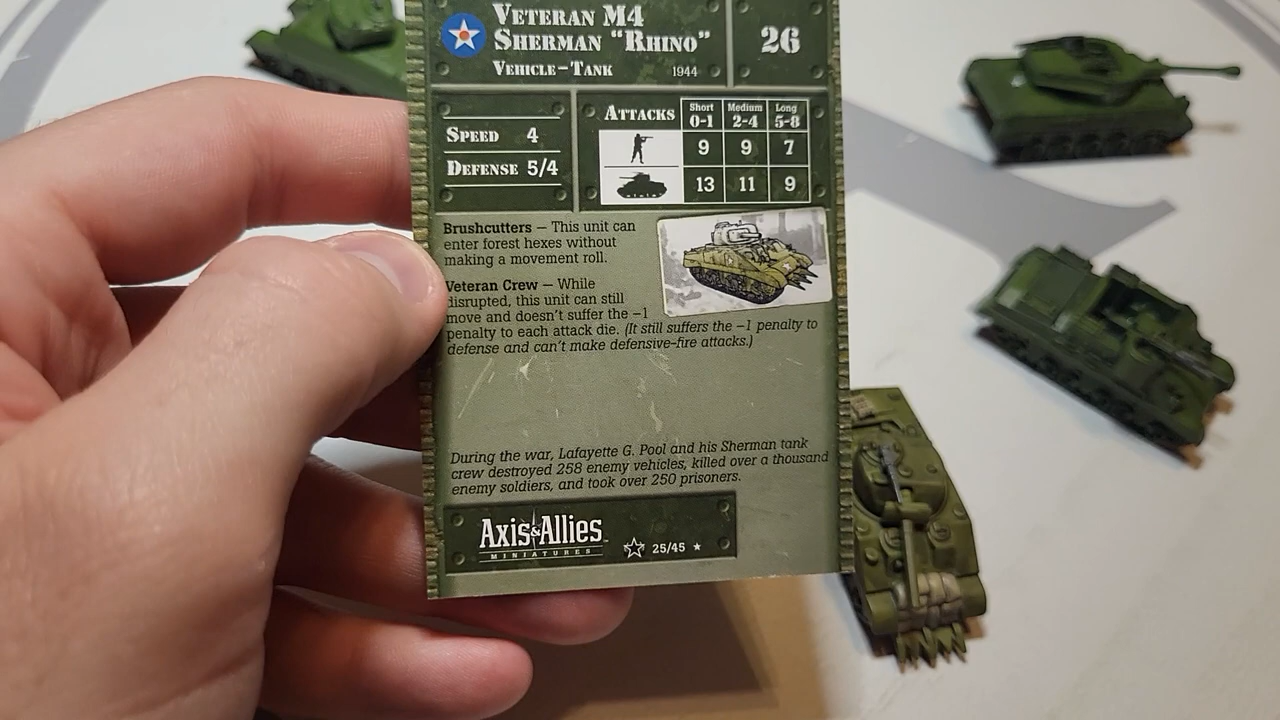 VETERAN M4
SHERMAN "RHINO"
26
VEHICLE–TANK 1944
SPEED 4
DEFENSE 5/4
ATTACKS
Short 0-1
Medium 2-4
Long 5-8
9 9 7
13 11 9
Brushcutters – This unit can
enter forest hexes without
making a movement roll.
Veteran Crew – While
disrupted, this unit can still
move and doesn't suffer the –1
penalty to each attack die. (It still suffers the –1 penalty to
defense and can't make defensive-fire attacks.)
During the war, Lafayette G. Pool and his Sherman tank
crew destroyed 258 enemy vehicles, killed over a thousand
enemy soldiers, and took over 250 prisoners.
Axis&Allies
MINIATURES
25/45 ★